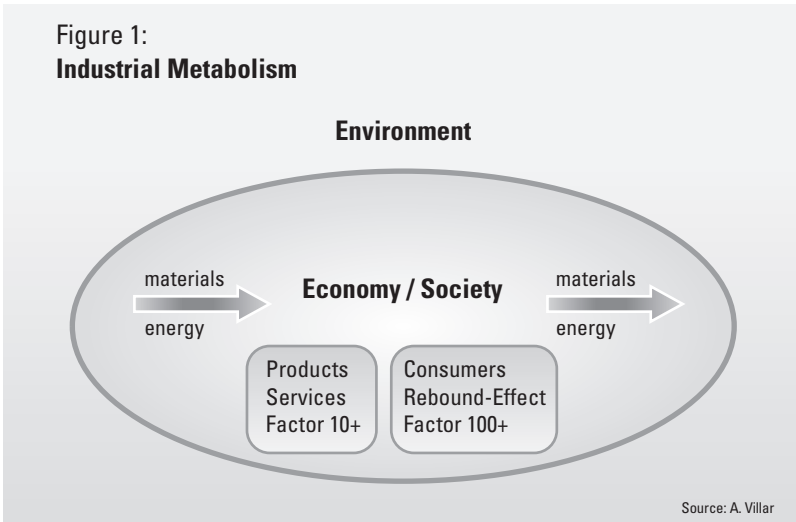 Figure 1:
Industrial Metabolism
Environment
materials
energy
Economy / Society
materials
energy
Products
Services
Factor 10+
Consumers
Rebound-Effect
Factor 100+
Source: A. Villar